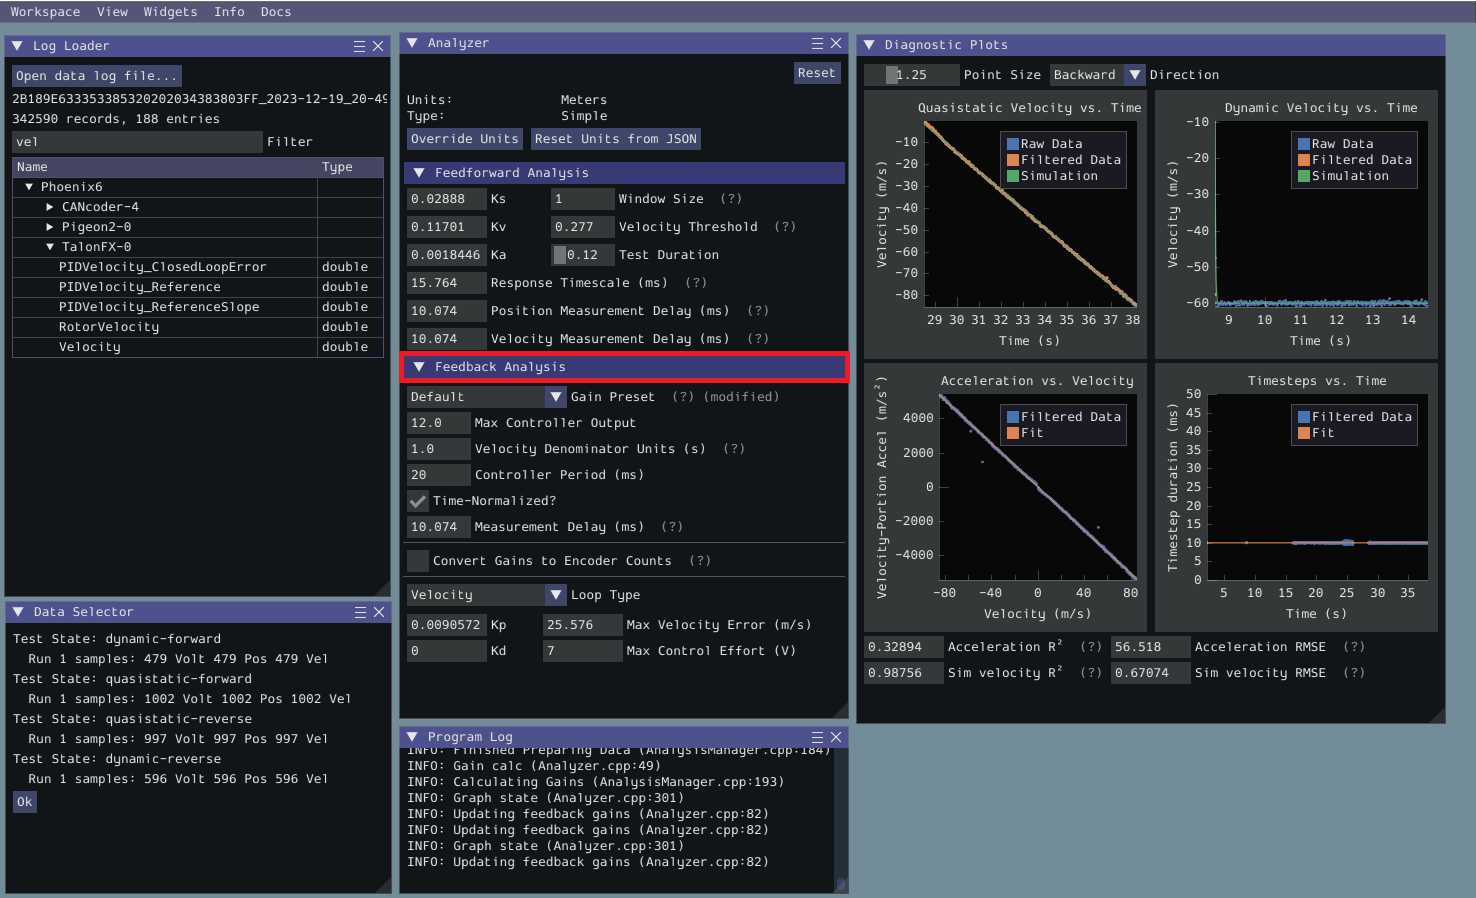 Workspace View Widgets Info Docs
Log Loader
Open data log file...
2B189E6333533853202020343838​03FF_2023-12-19_20-49
342590 records, 188 entries
vel Filter
Name Type
Phoenix6
CANcoder-4
Pigeon2-0
TalonFX-0
PIDVelocity_ClosedLoopError double
PIDVelocity_Reference double
PIDVelocity_ReferenceSlope double
RotorVelocity double
Velocity double
Data Selector
Test State: dynamic-forward
Run 1 samples: 479 Volt 479 Pos 479 Vel
Test State: quasistatic-forward
Run 1 samples: 1002 Volt 1002 Pos 1002 Vel
Test State: quasistatic-reverse
Run 1 samples: 997 Volt 997 Pos 997 Vel
Test State: dynamic-reverse
Run 1 samples: 596 Volt 596 Pos 596 Vel
Ok
Analyzer
Reset
Units: Meters
Type: Simple
Override Units Reset Units from JSON
Feedforward Analysis
0.02888 Ks 1 Window Size (?)
0.11701 Kv 0.277 Velocity Threshold (?)
0.0018446 Ka 0.12 Test Duration
15.764 Response Timescale (ms) (?)
10.074 Position Measurement Delay (ms) (?)
10.074 Velocity Measurement Delay (ms) (?)
Feedback Analysis
Default Gain Preset (?) (modified)
12.0 Max Controller Output
1.0 Velocity Denominator Units (s) (?)
20 Controller Period (ms)
Time-Normalized?
10.074 Measurement Delay (ms) (?)
Convert Gains to Encoder Counts (?)
Velocity Loop Type
0.0090572 Kp 25.576 Max Velocity Error (m/s)
0 Kd 7 Max Control Effort (V)
Program Log
INFO: Finished Preparing Data (AnalysisManager.cpp:184)
INFO: Gain calc (Analyzer.cpp:49)
INFO: Calculating Gains (AnalysisManager.cpp:193)
INFO: Graph state (Analyzer.cpp:301)
INFO: Updating feedback gains (Analyzer.cpp:82)
INFO: Updating feedback gains (Analyzer.cpp:82)
INFO: Graph state (Analyzer.cpp:301)
INFO: Updating feedback gains (Analyzer.cpp:82)
Diagnostic Plots
1.25 Point Size Backward Direction
Quasistatic Velocity vs. Time
Raw Data
Filtered Data
Simulation
Velocity (m/s)
-10
-20
-30
-40
-50
-60
-70
-80
29 30 31 32 33 34 35 36 37 38
Time (s)
Dynamic Velocity vs. Time
Raw Data
Filtered Data
Simulation
Velocity (m/s)
-10
-20
-30
-40
-50
-60
9 10 11 12 13 14
Time (s)
Acceleration vs. Velocity
Filtered Data
Fit
Velocity-Portion Accel (m/s²)
4000
2000
0
-2000
-4000
-80 -40 0 40 80
Velocity (m/s)
Timesteps vs. Time
Filtered Data
Fit
Timestep duration (ms)
50
45
40
35
30
25
20
15
10
5
0
5 10 15 20 25 30 35
Time (s)
0.32894 Acceleration R² (?) 56.518 Acceleration RMSE (?)
0.98756 Sim velocity R² (?) 0.67074 Sim velocity RMSE (?)